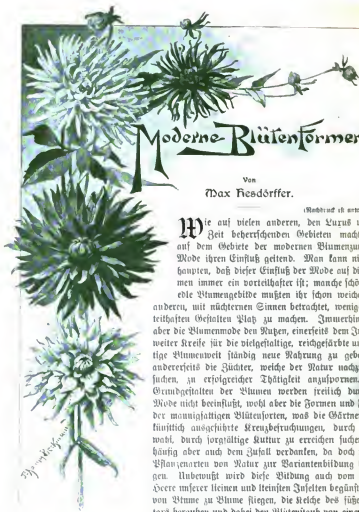 Moderne Blütenformen
Von
Max Hesdörffer.
(Nachdruck ist
Wie auf vielen anderen, den Luxus u
Zeit beherrschenden Gebieten mach
auf dem Gebiete der modernen Blumenzu
Mode ihren Einfluß geltend. Man kann ni
haupten, daß dieser Einfluß der Mode auf di
men immer ein vorteilhafter ist; manche schö
edle Blumengebilde mußten ihr schon weiche
anderen, mit nüchternen Sinnen betrachtet, wenig
teilhaften Gestalten Platz zu machen. Immerhin
aber die Blumenmode den Nutzen, einerseits dem In
weiter Kreise für die vielgestaltige, reichgefärbte u
tige Blumenwelt ständig neue Nahrung zu gebe
andererseits die Züchter, welche der Natur nachzu
suchen, zu erfolgreicher Thätigkeit anzuspornen.
Grundgestalten der Blumen werden freilich du
Mode nicht beeinflußt, wohl aber die Formen und
der mannigfaltigen Blütensorten, was die Gärtne
künstlich ausgeführte Kreuzbefruchtungen, durch
wahl, durch sorgfältige Kultur zu erreichen suche
häufig aber auch dem Zufall verdanken, da doch
Pflanzenarten von Natur zur Variantenbildung
gen. Unbewußt wird diese Bildung auch vom
Heere unserer kleinen und kleinsten Insekten begünst
von Blume zu Blume fliegen, die Kelche des süße